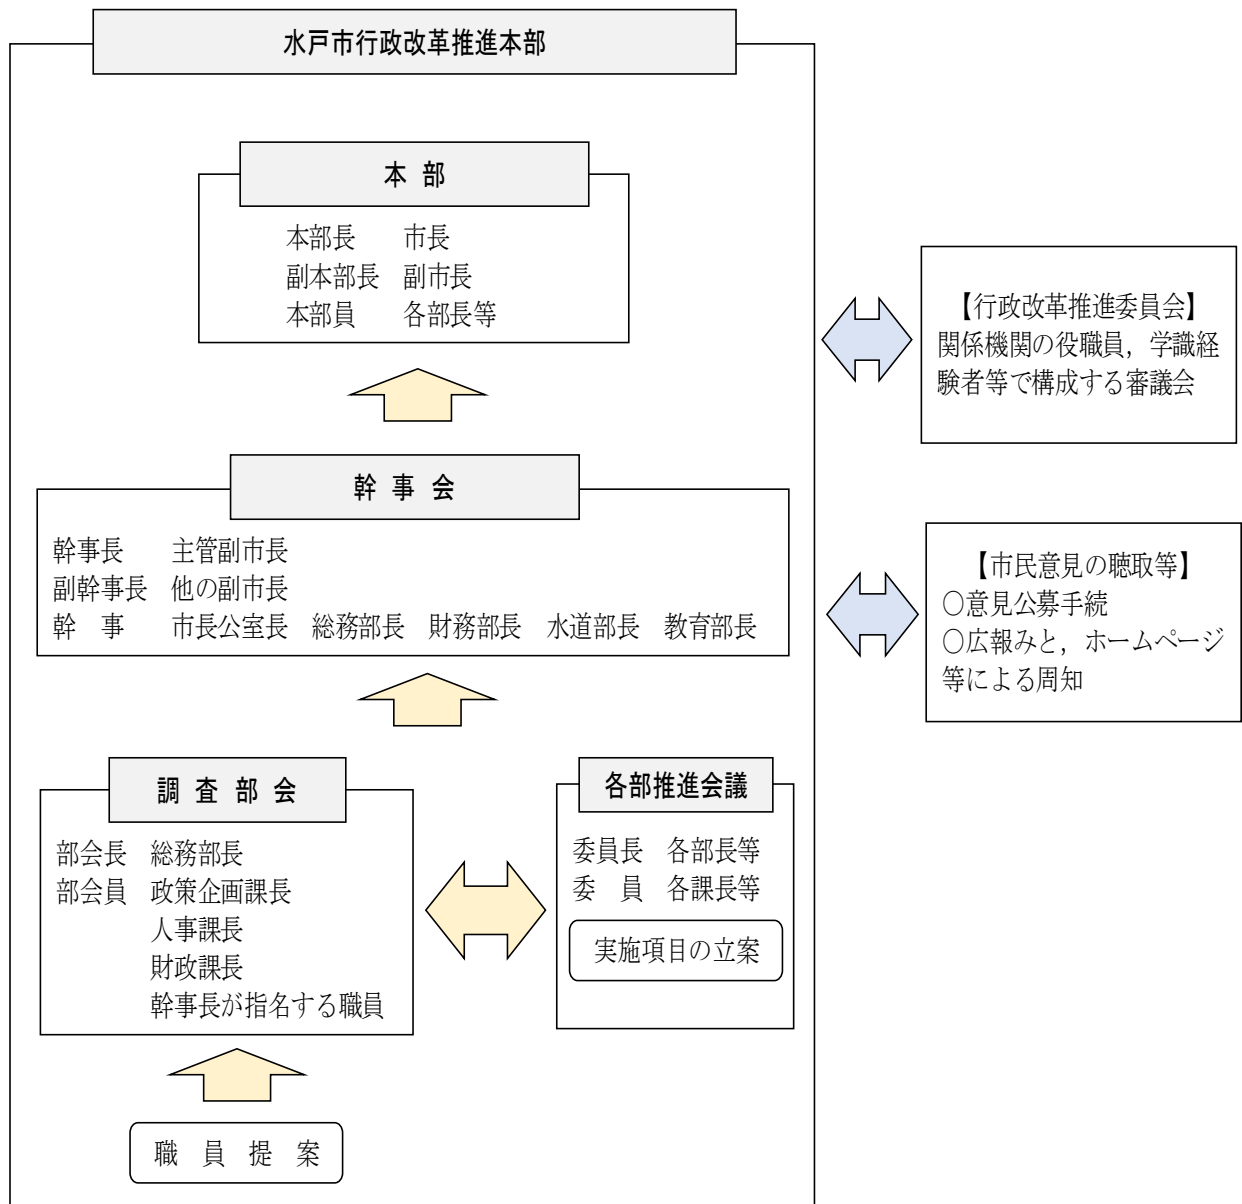 水戸市行政改革推進本部
本 部
本部長 市長
副本部長 副市長
本部員 各部長等
【行政改革推進委員会】
関係機関の役職員，学識経
験者等で構成する審議会
幹 事 会
幹事長 主管副市長
副幹事長 他の副市長
幹 事 市長公室長 総務部長 財務部長 水道部長 教育部長
【市民意見の聴取等】
○意見公募手続
○広報みと，ホームページ
等による周知
調 査 部 会
部会長 総務部長
部会員 政策企画課長
人事課長
財政課長
幹事長が指名する職員
各部推進会議
委員長 各部長等
委 員 各課長等
実施項目の立案
職 員 提 案